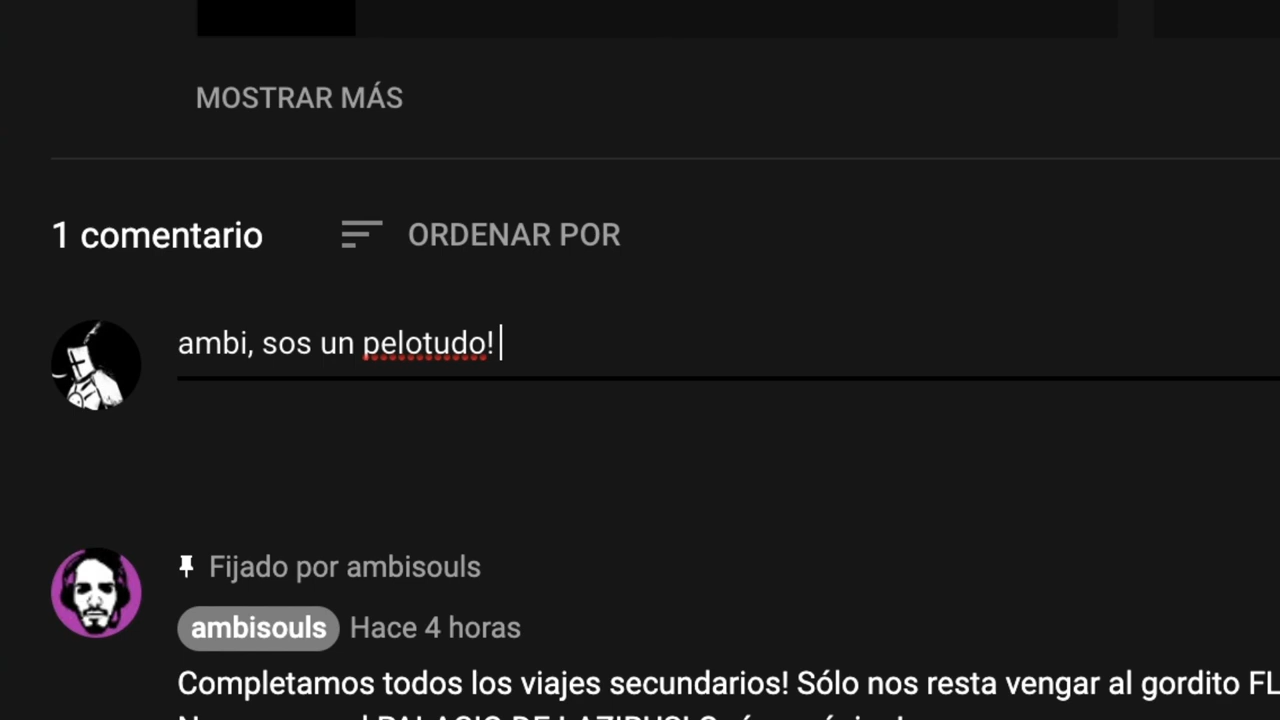 MOSTRAR MÁS
1 comentario
ORDENAR POR
ambi, sos un pelotudo!
Fijado por ambisouls
ambisouls Hace 4 horas
Completamos todos los viajes secundarios! Sólo nos resta vengar al gordito